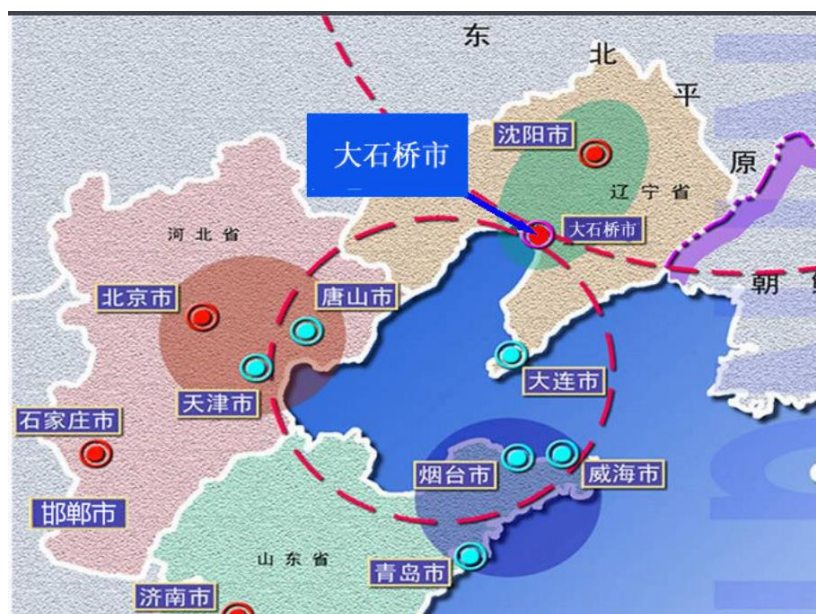 东北平原
沈阳市
大石桥市
辽宁省
大石桥市
河北省
北京市
唐山市
朝
天津市
大连市
石家庄市
烟台市
威海市
邯郸市
山东省
青岛市
济南市